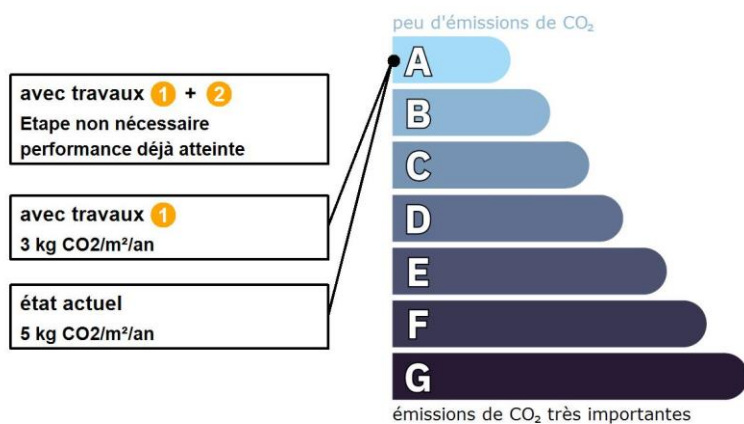 peu d'émissions de CO₂
avec travaux 1 + 2
Etape non nécessaire
performance déjà atteinte
avec travaux 1
3 kg CO2/m²/an
état actuel
5 kg CO2/m²/an
A
B
C
D
E
F
G
émissions de CO₂ très importantes